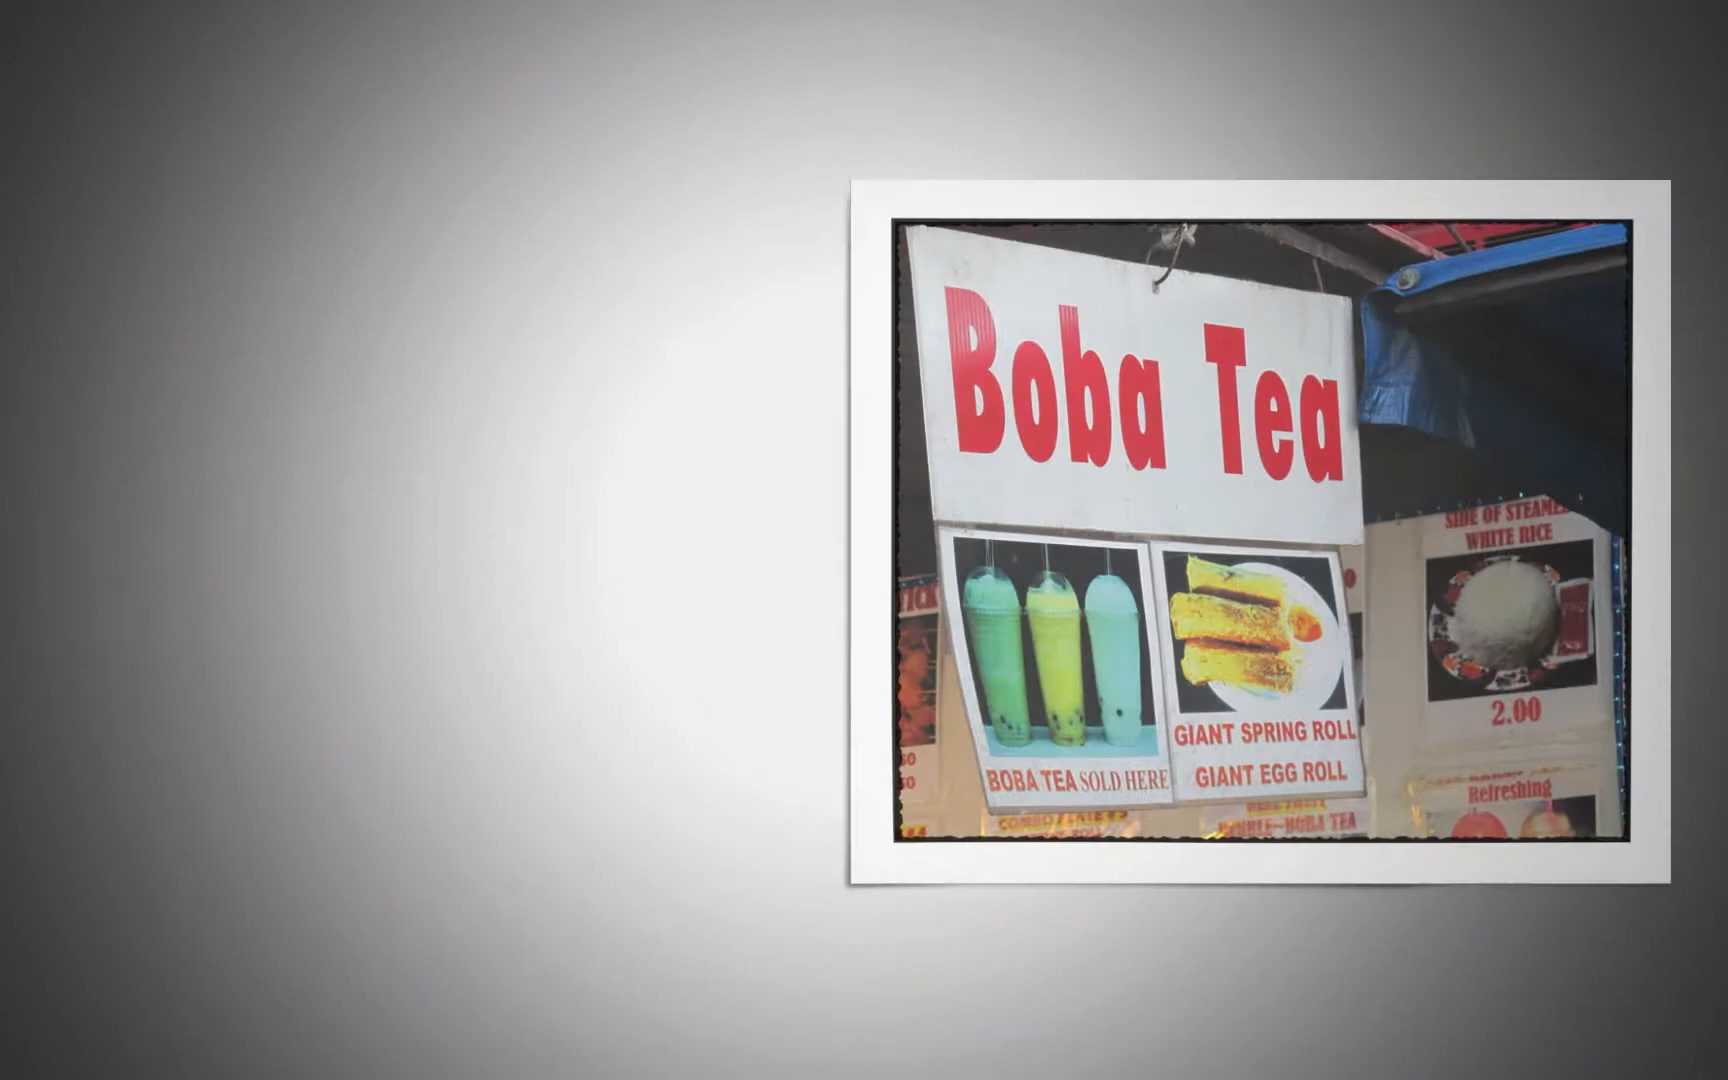 Boba Tea
BOBA TEA SOLD HERE
GIANT SPRING ROLL
GIANT EGG ROLL
SIDE OF STEAMED
WHITE RICE
2.00
Refreshing
BOBA TEA